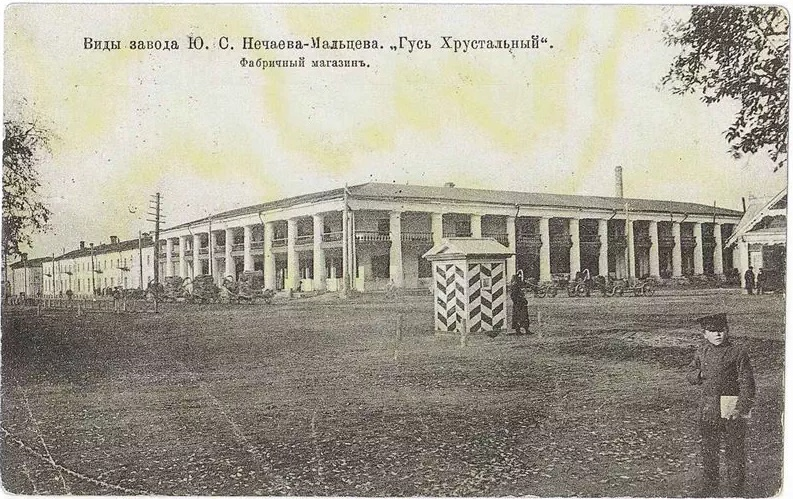 Виды завода Ю. С. Нечаева-Мальцева. „Гусь Хрустальный“.
Фабричный магазинъ.